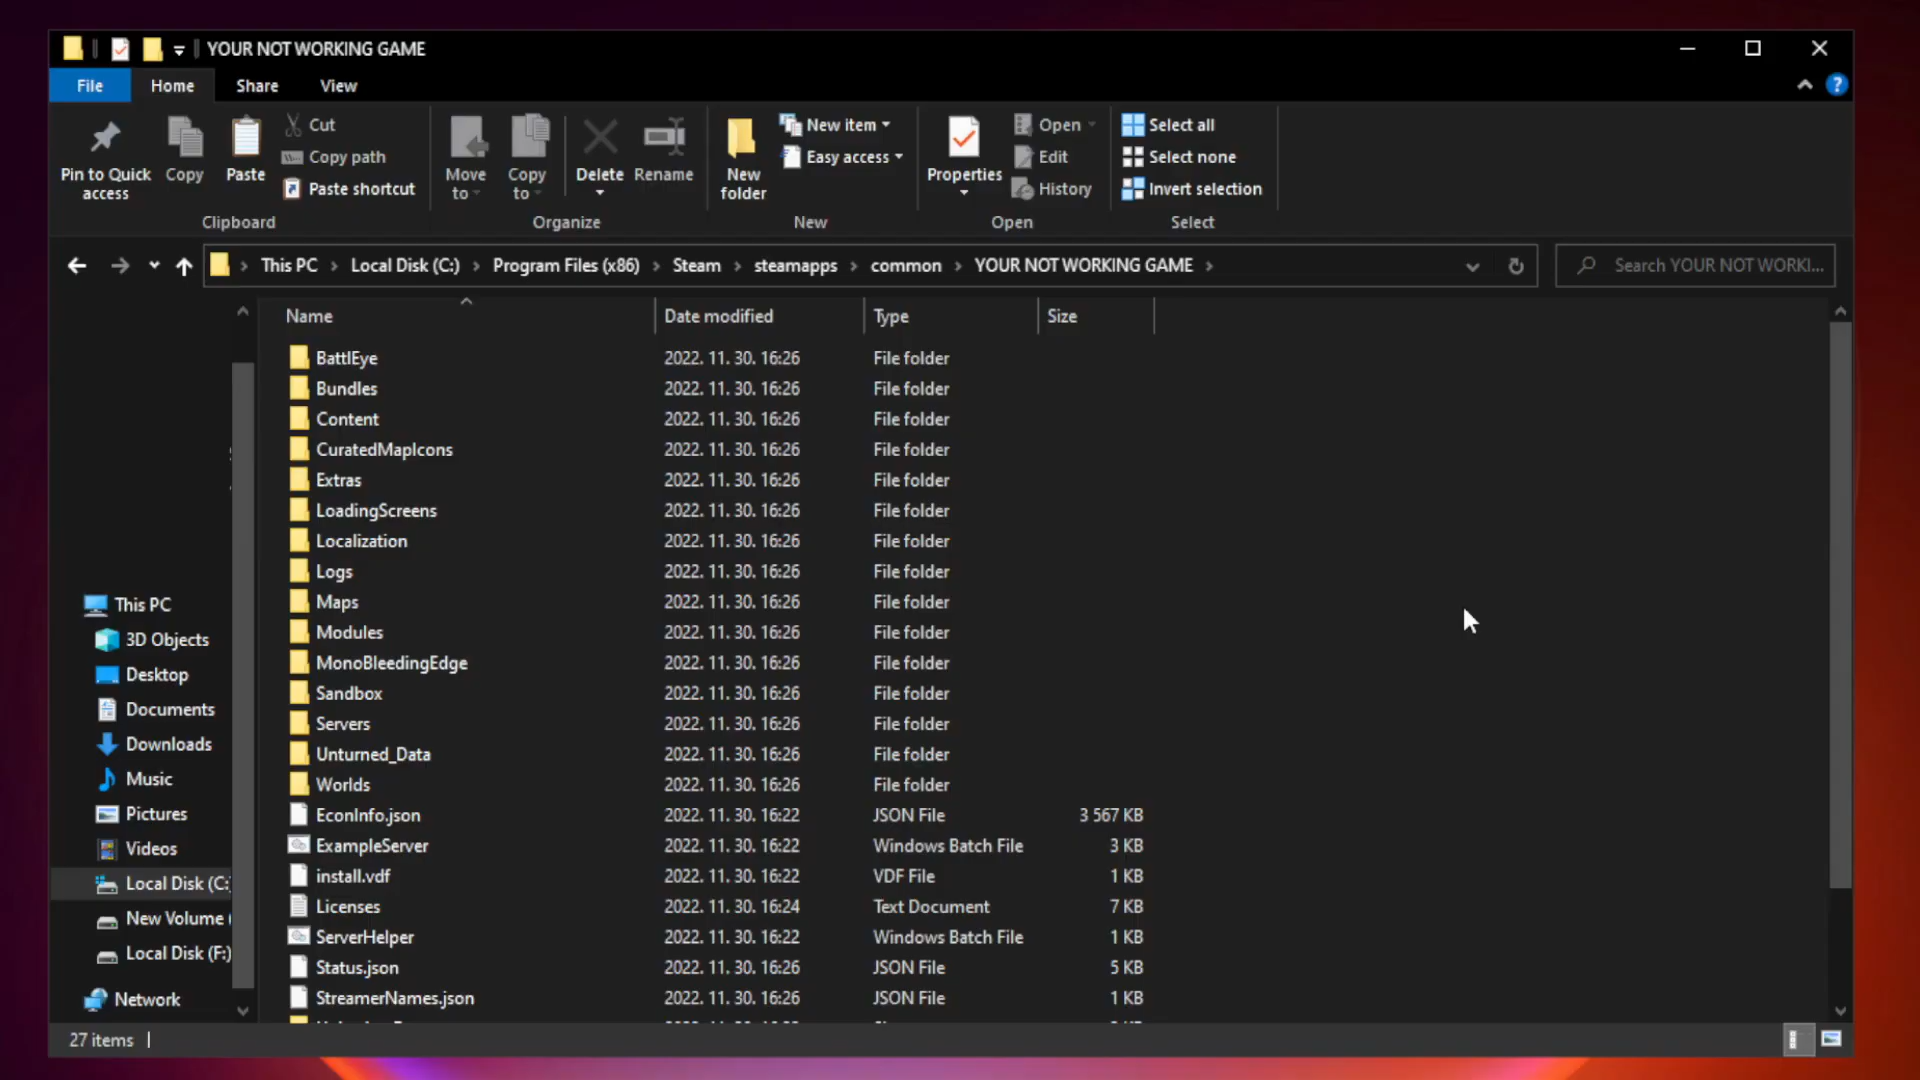 YOUR NOT WORKING GAME
File Home Share View
Pin to Quick access
Copy
Paste
Cut
Copy path
Paste shortcut
Clipboard
Move to
Copy to
Delete
Rename
Organize
New folder
New item
Easy access
New
Properties
Open
Edit
History
Open
Select all
Select none
Invert selection
Select
This PC > Local Disk (C:) > Program Files (x86) > Steam > steamapps > common > YOUR NOT WORKING GAME >
Search YOUR NOT WORKI...
Name Date modified Type Size
BattlEye 2022. 11. 30. 16:26 File folder
Bundles 2022. 11. 30. 16:26 File folder
Content 2022. 11. 30. 16:26 File folder
CuratedMapIcons 2022. 11. 30. 16:26 File folder
Extras 2022. 11. 30. 16:26 File folder
LoadingScreens 2022. 11. 30. 16:26 File folder
Localization 2022. 11. 30. 16:26 File folder
Logs 2022. 11. 30. 16:26 File folder
Maps 2022. 11. 30. 16:26 File folder
Modules 2022. 11. 30. 16:26 File folder
MonoBleedingEdge 2022. 11. 30. 16:26 File folder
Sandbox 2022. 11. 30. 16:26 File folder
Servers 2022. 11. 30. 16:26 File folder
Unturned_Data 2022. 11. 30. 16:26 File folder
Worlds 2022. 11. 30. 16:26 File folder
EconInfo.json 2022. 11. 30. 16:22 JSON File 3 567 KB
ExampleServer 2022. 11. 30. 16:22 Windows Batch File 3 KB
install.vdf 2022. 11. 30. 16:22 VDF File 1 KB
Licenses 2022. 11. 30. 16:24 Text Document 7 KB
ServerHelper 2022. 11. 30. 16:22 Windows Batch File 1 KB
Status.json 2022. 11. 30. 16:26 JSON File 5 KB
StreamerNames.json 2022. 11. 30. 16:26 JSON File 1 KB
This PC
3D Objects
Desktop
Documents
Downloads
Music
Pictures
Videos
Local Disk (C:
New Volume (
Local Disk (F:)
Network
27 items